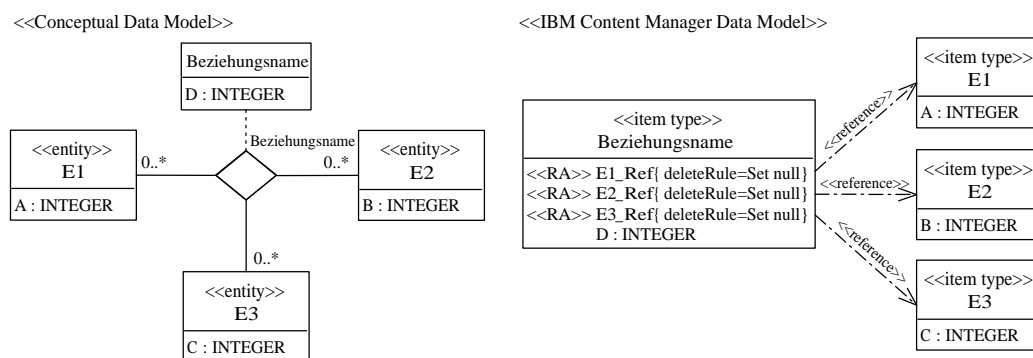 <<Conceptual Data Model>>
Beziehungsname
D : INTEGER
Beziehungsname
<<entity>>
E1
A : INTEGER
0..*
0..*
<<entity>>
E2
B : INTEGER
0..*
<<entity>>
E3
C : INTEGER
<<IBM Content Manager Data Model>>
<<item type>>
Beziehungsname
<<RA>> E1_Ref{ deleteRule=Set null}
<<RA>> E2_Ref{ deleteRule=Set null}
<<RA>> E3_Ref{ deleteRule=Set null}
D : INTEGER
<<reference>>
<<reference>>
<<reference>>
<<item type>>
E1
A : INTEGER
<<item type>>
E2
B : INTEGER
<<item type>>
E3
C : INTEGER